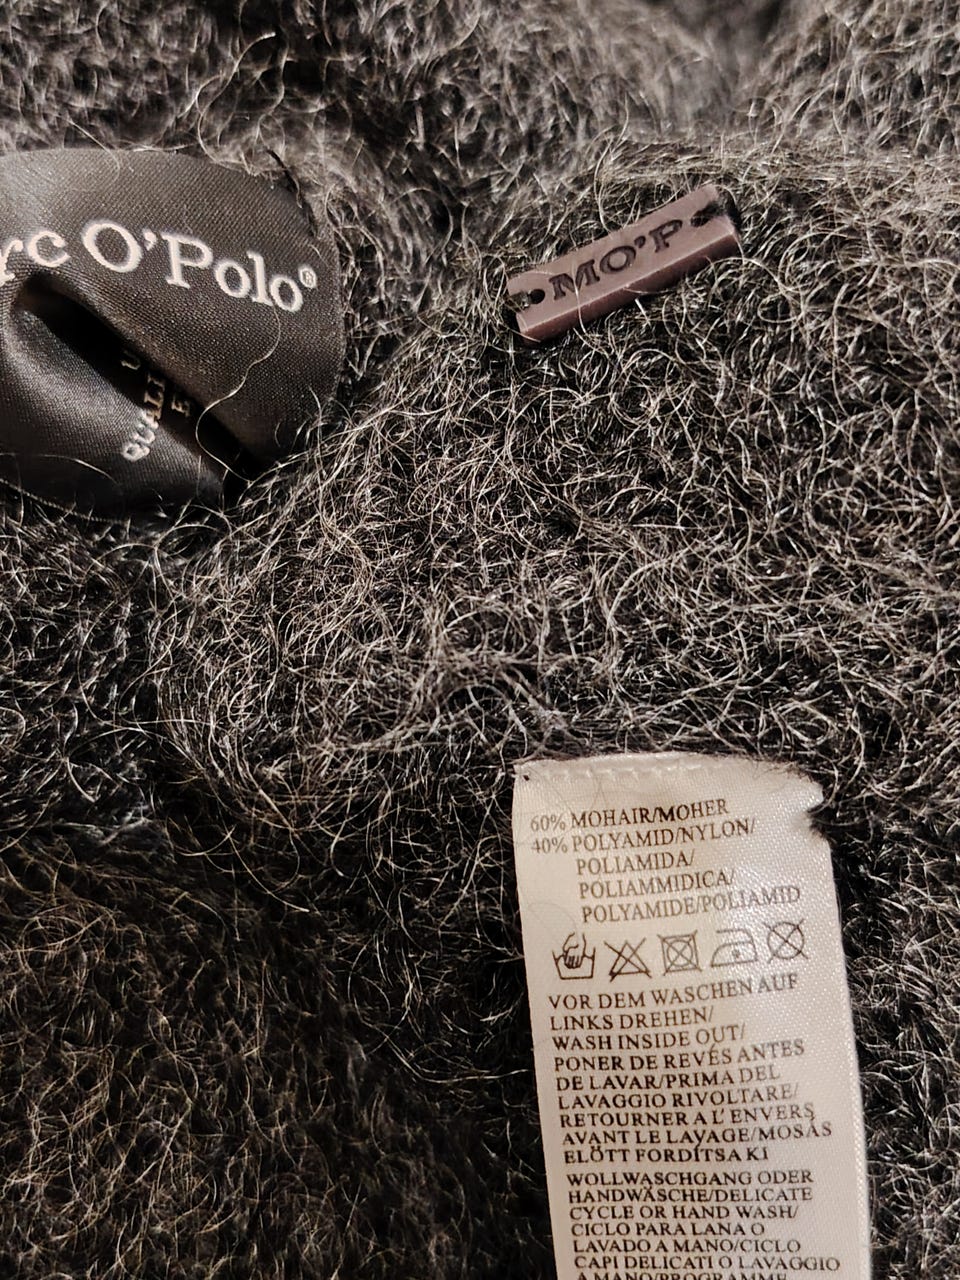 rc O'Polo®
MO'P
60% MOHAIR/MOHER
40% POLYAMID/NYLON/
POLIAMIDA/
POLIAMMIDICA/
POLYAMIDE/POLIAMID
VOR DEM WASCHEN AUF
LINKS DREHEN/
WASH INSIDE OUT/
PONER DE REVÉS ANTES
DE LAVAR/PRIMA DEL
LAVAGGIO RIVOLTARE/
RETOURNER A L'ENVERS
AVANT LE LAVAGE/MOSÁS
ELÖTT FORDÍTSA KI
WOLLWASCHGANG ODER
HANDWÄSCHE/DELICATE
CYCLE OR HAND WASH/
CICLO PARA LANA O
LAVADO A MANO/CICLO
CAPI DELICATI O LAVAGGIO
A MANO/PROGRAMME